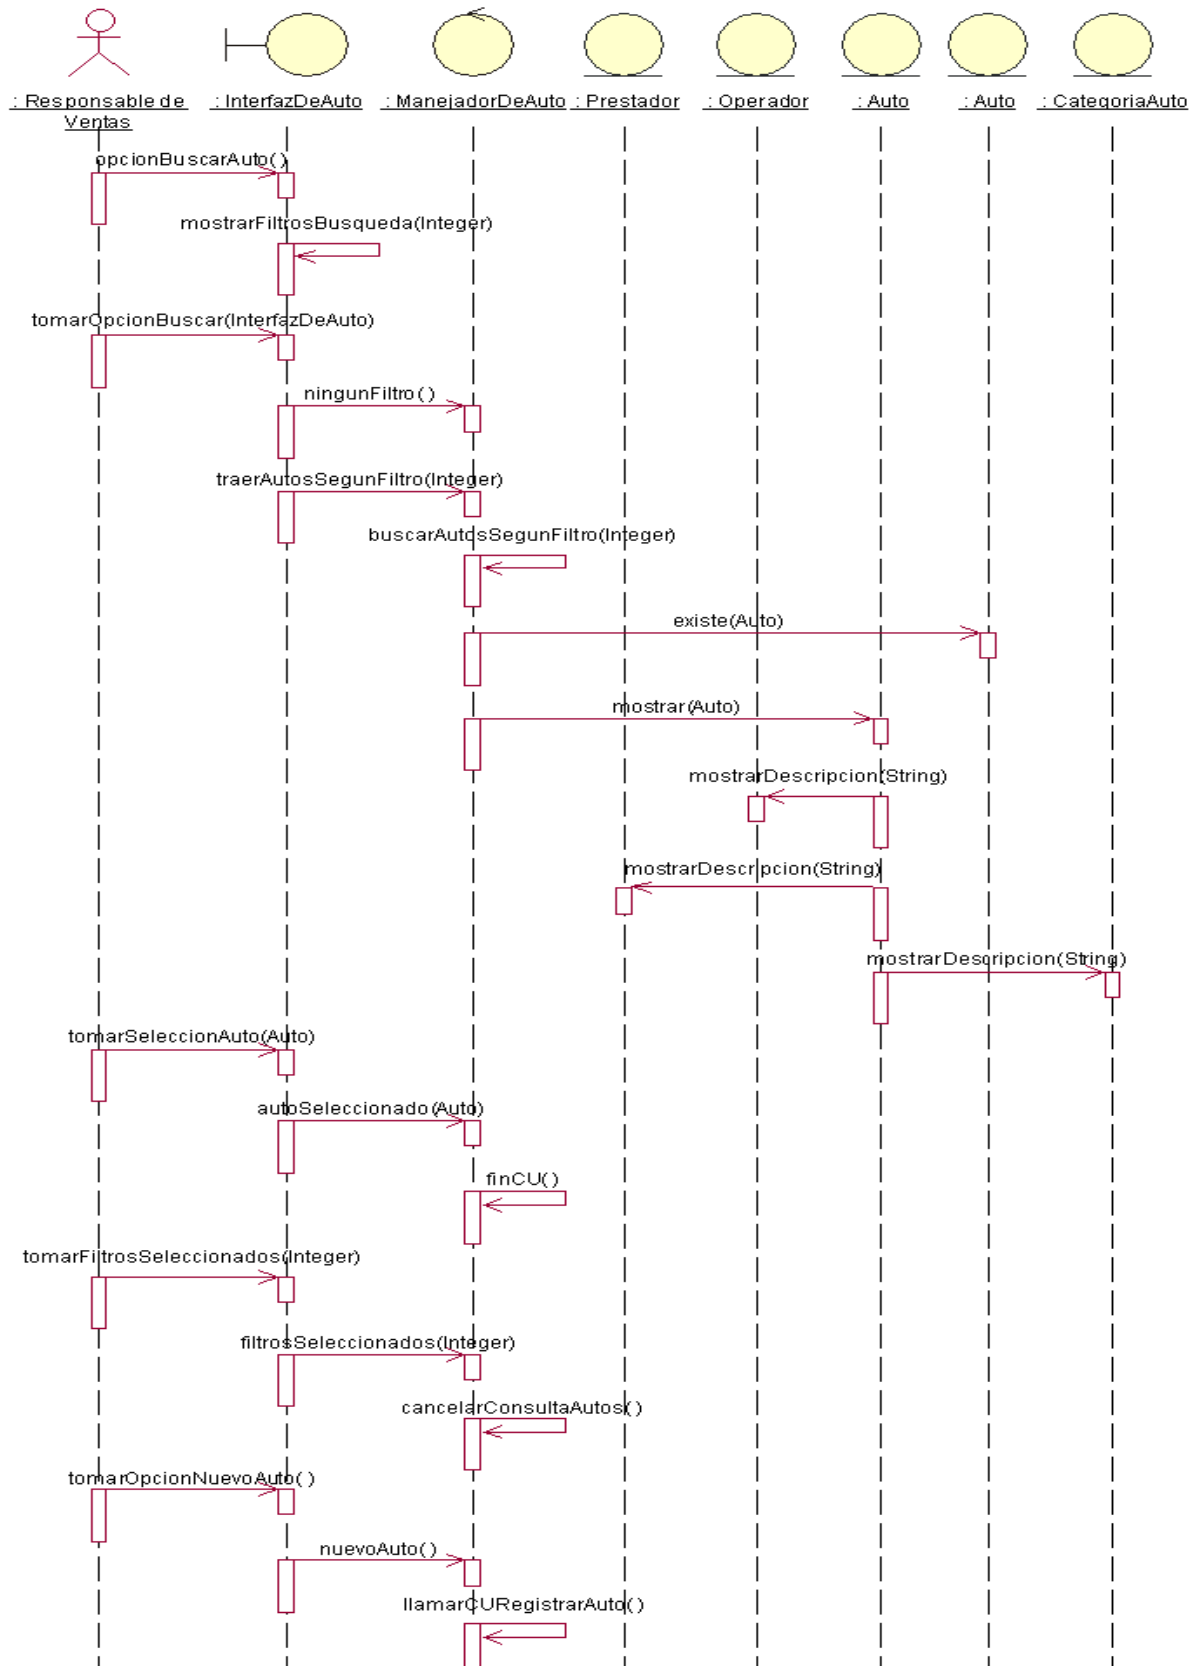 : Responsable de
Ventas
: InterfazDeAuto
: ManejadorDeAuto
: Prestador
: Operador
: Auto
: Auto
: CategoriaAuto
opcionBuscarAuto()
mostrarFiltrosBusqueda(Integer)
tomarOpcionBuscar(InterfazDeAuto)
ningunFiltro()
traerAutosSegunFiltro(Integer)
buscarAutosSegunFiltro(Integer)
existe(Auto)
mostrar(Auto)
mostrarDescripcion(String)
mostrarDescripcion(String)
mostrarDescripcion(String)
tomarSeleccionAuto(Auto)
autoSeleccionado(Auto)
finCU()
tomarFiltrosSeleccionados(Integer)
filtrosSeleccionados(Integer)
cancelarConsultaAutos()
tomarOpcionNuevoAuto()
nuevoAuto()
llamarCURegistrarAuto()